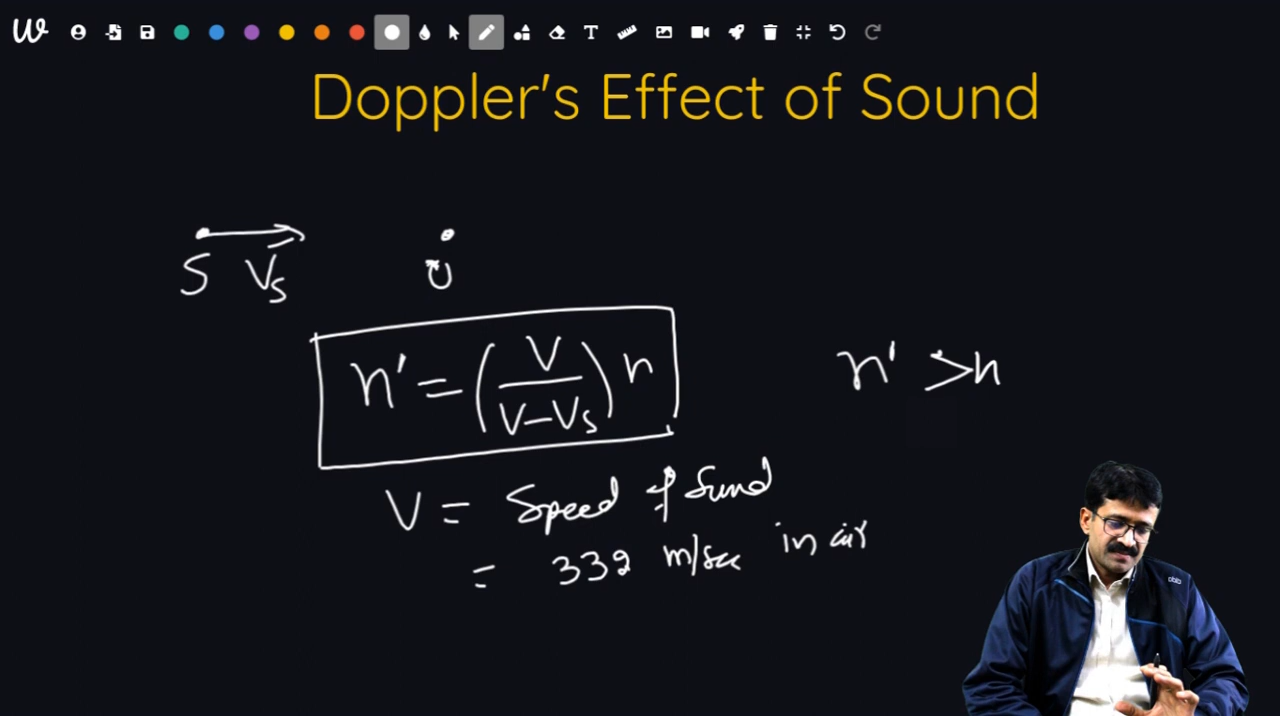 Doppler's Effect of Sound
S Vs
O
n' = (V / V-Vs) n
n' > n
V = Speed of Sound
= 332 m/sec in air